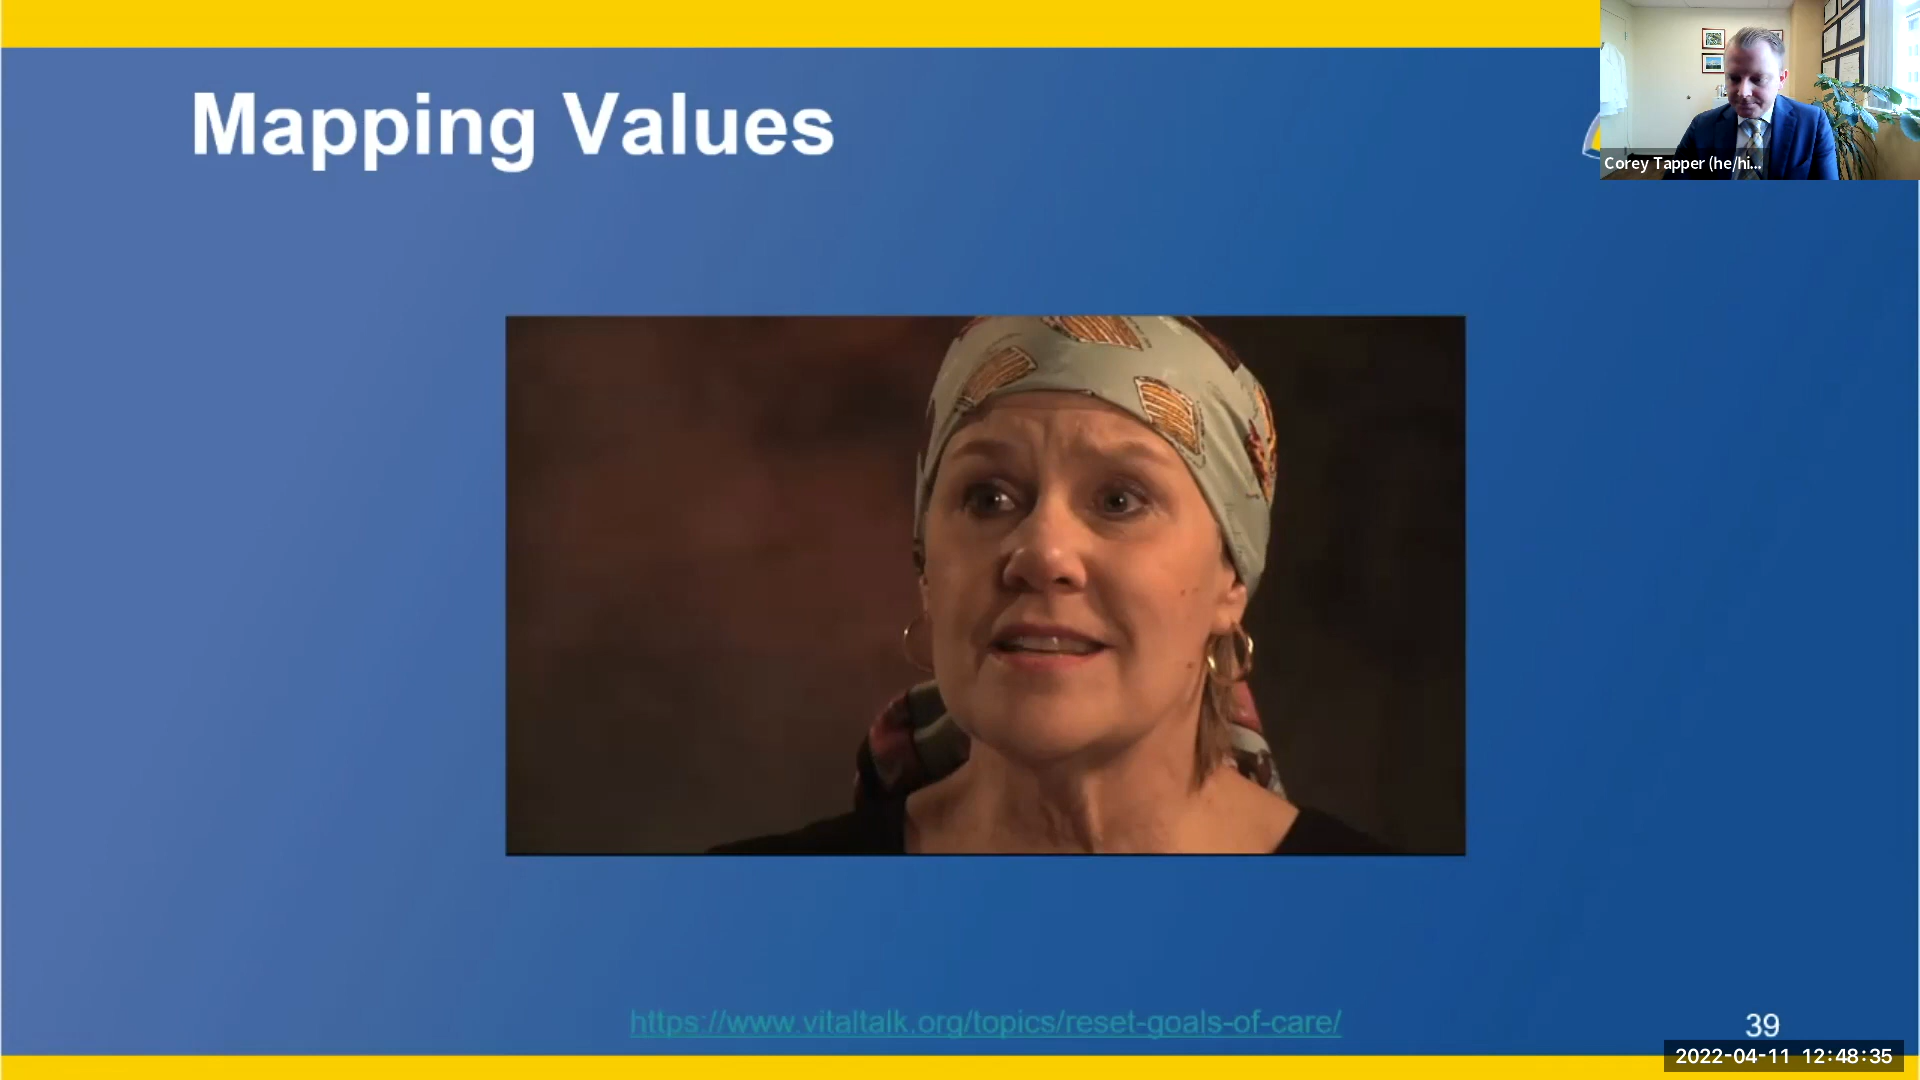 Mapping Values
Corey Tapper (he/hi...
https://www.vitaltalk.org/topics/reset-goals-of-care/
39
2022-04-11 12:48:35